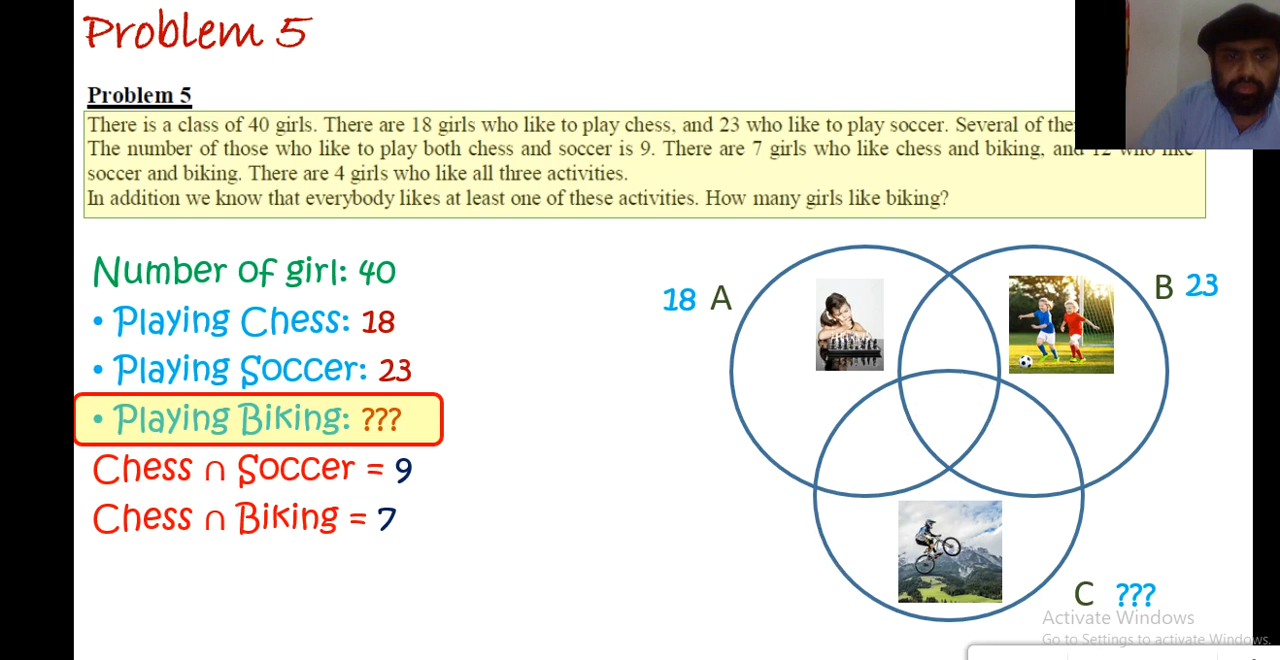 Problem 5
Problem 5
There is a class of 40 girls. There are 18 girls who like to play chess, and 23 who like to play soccer. Several of
The number of those who like to play both chess and soccer is 9. There are 7 girls who like chess and biking, and 12 who like
soccer and biking. There are 4 girls who like all three activities.
In addition we know that everybody likes at least one of these activities. How many girls like biking?
Number of girl: 40
• Playing Chess: 18
• Playing Soccer: 23
• Playing Biking: ???
Chess ∩ Soccer = 9
Chess ∩ Biking = 7
18 A
B 23
C ???
Activate Windows
Go to Settings to activate Windows.